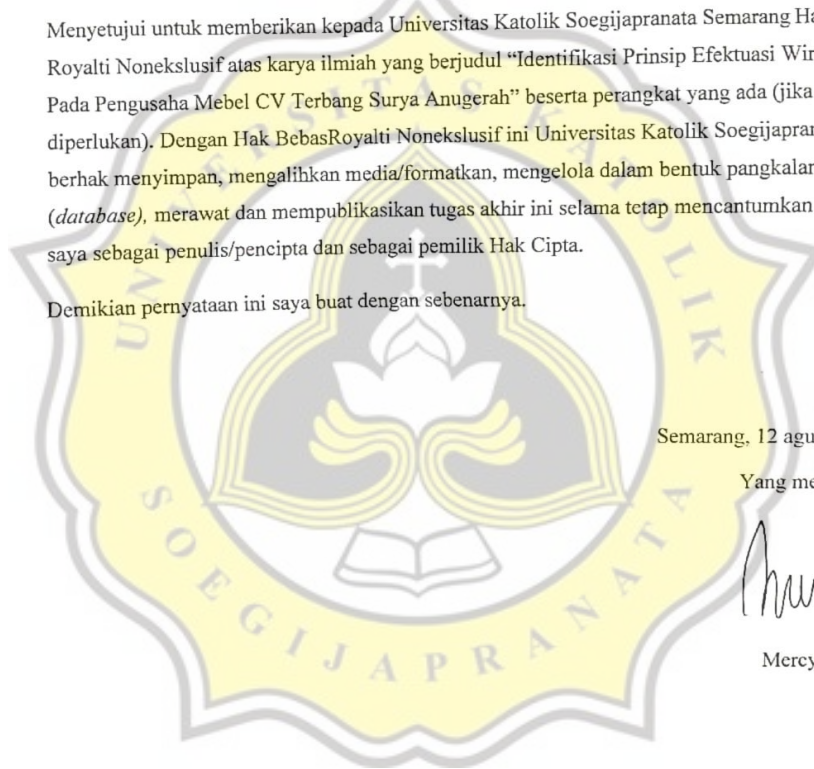 Menyetujui untuk memberikan kepada Universitas Katolik Soegijapranata Semarang Ha
Royalti Nonekslusif atas karya ilmiah yang berjudul “Identifikasi Prinsip Efektuasi Wir
Pada Pengusaha Mebel CV Terbang Surya Anugerah” beserta perangkat yang ada (jika
diperlukan). Dengan Hak BebasRoyalti Nonekslusif ini Universitas Katolik Soegijapran
berhak menyimpan, mengalihkan media/formatkan, mengelola dalam bentuk pangkalan
(database), merawat dan mempublikasikan tugas akhir ini selama tetap mencantumkan
saya sebagai penulis/pencipta dan sebagai pemilik Hak Cipta.
Demikian pernyataan ini saya buat dengan sebenarnya.
Semarang, 12 agu
Yang me
Mercy
UNIVERSITAS KATOLIK
SOEGIJAPRANATA